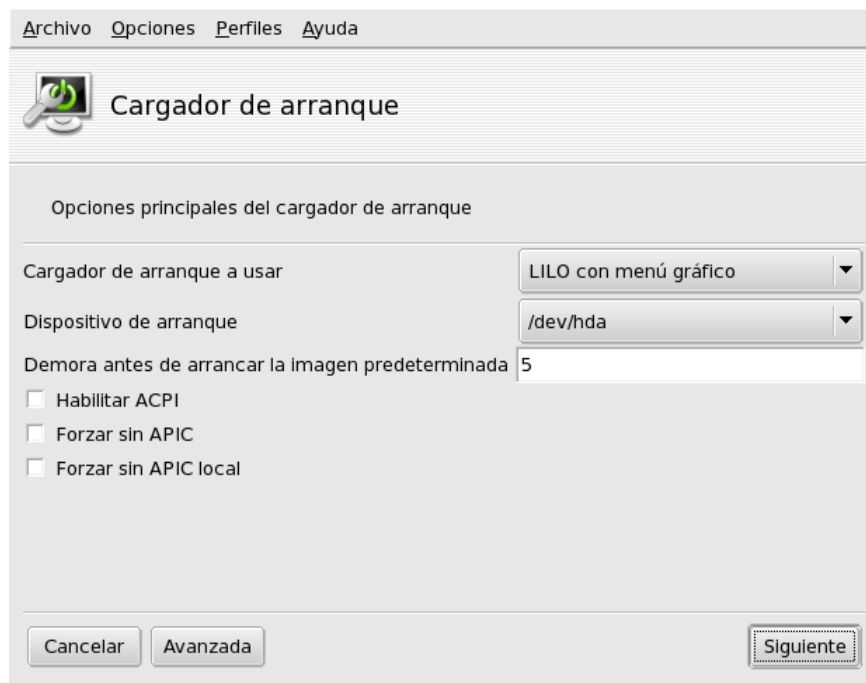 Archivo Opciones Perfiles Ayuda
Cargador de arranque
Opciones principales del cargador de arranque
Cargador de arranque a usar LILO con menú gráfico
Dispositivo de arranque /dev/hda
Demora antes de arrancar la imagen predeterminada 5
Habilitar ACPI
Forzar sin APIC
Forzar sin APIC local
Cancelar Avanzada Siguiente